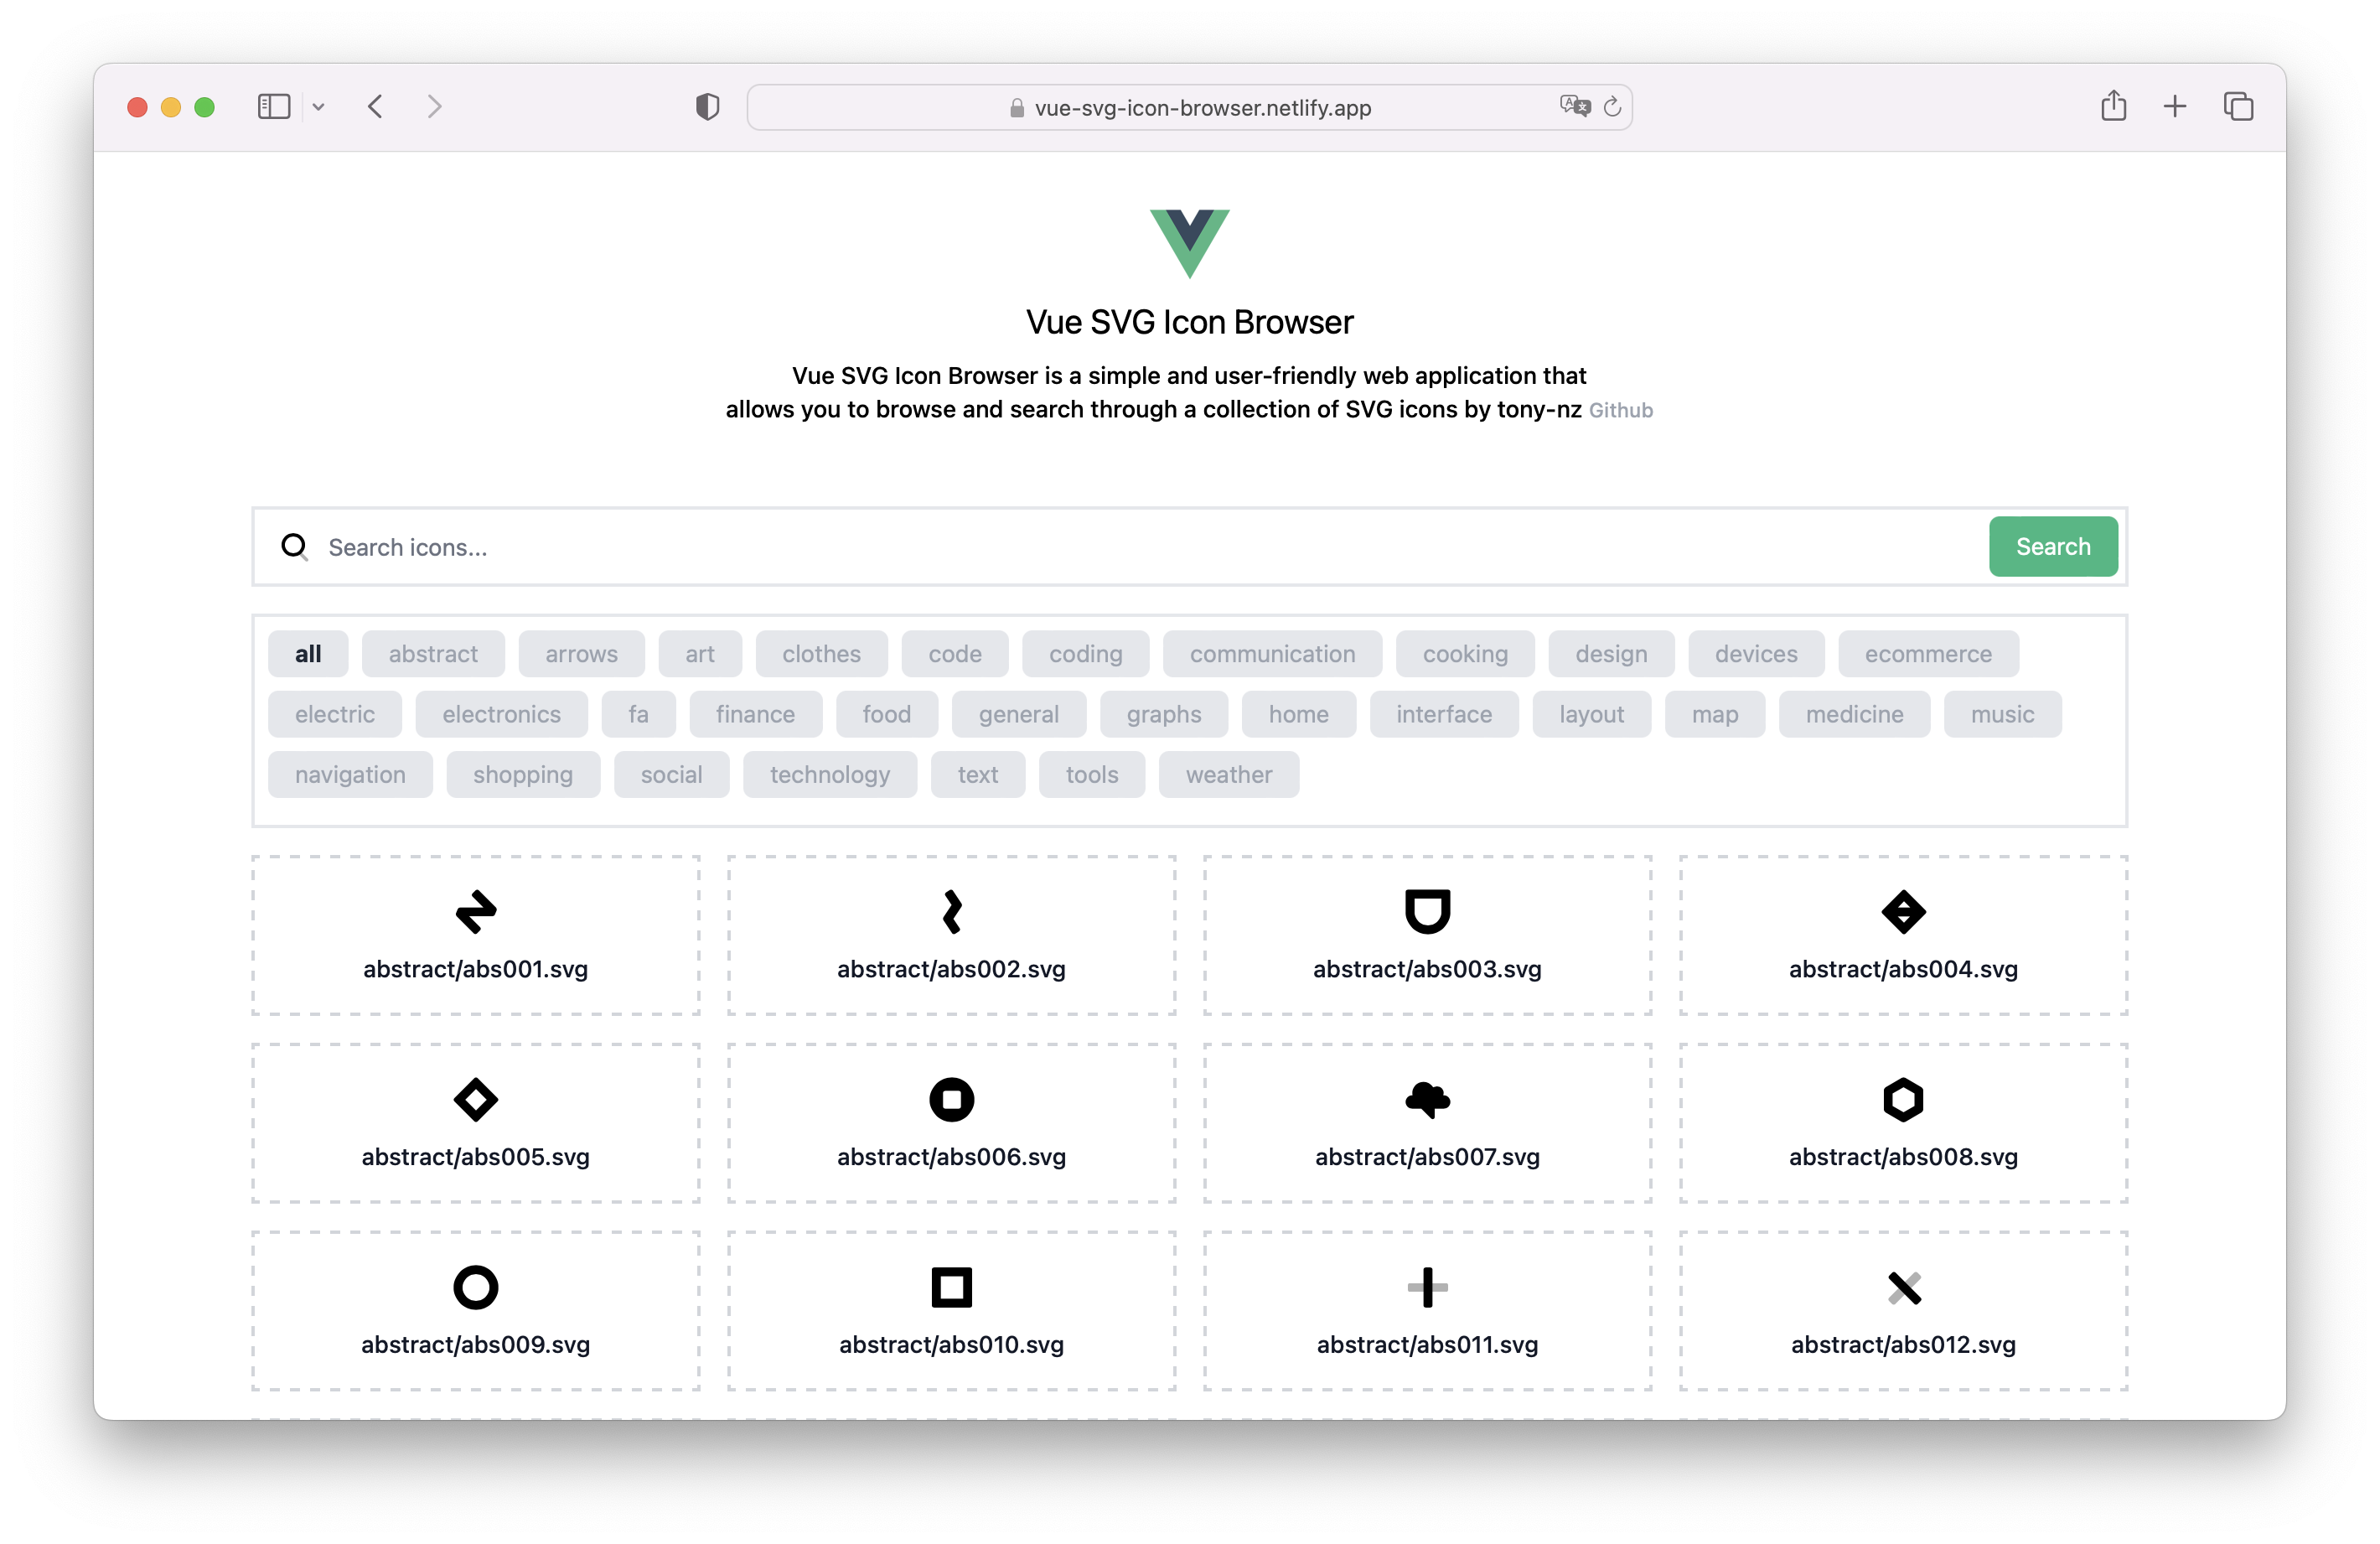 vue-svg-icon-browser.netlify.app
Vue SVG Icon Browser
Vue SVG Icon Browser is a simple and user-friendly web application that
allows you to browse and search through a collection of SVG icons by tony-nz Github
Search icons... Search
all abstract arrows art clothes code coding communication cooking design devices ecommerce
electric electronics fa finance food general graphs home interface layout map medicine music
navigation shopping social technology text tools weather
abstract/abs001.svg abstract/abs002.svg abstract/abs003.svg abstract/abs004.svg
abstract/abs005.svg abstract/abs006.svg abstract/abs007.svg abstract/abs008.svg
abstract/abs009.svg abstract/abs010.svg abstract/abs011.svg abstract/abs012.svg